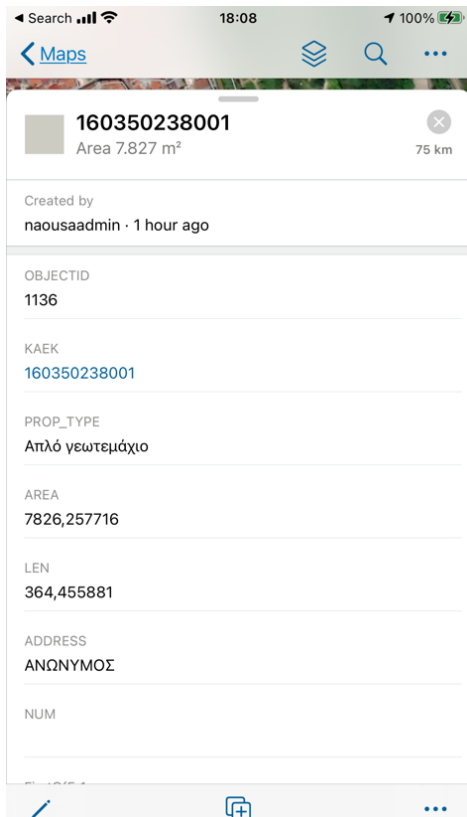 Search
18:08
100%
Maps
160350238001
Area 7.827 m²
75 km
Created by
naousaadmin · 1 hour ago
OBJECTID
1136
KAEK
160350238001
PROP_TYPE
Απλό γεωτεμάχιο
AREA
7826,257716
LEN
364,455881
ADDRESS
ΑΝΩΝΥΜΟΣ
NUM